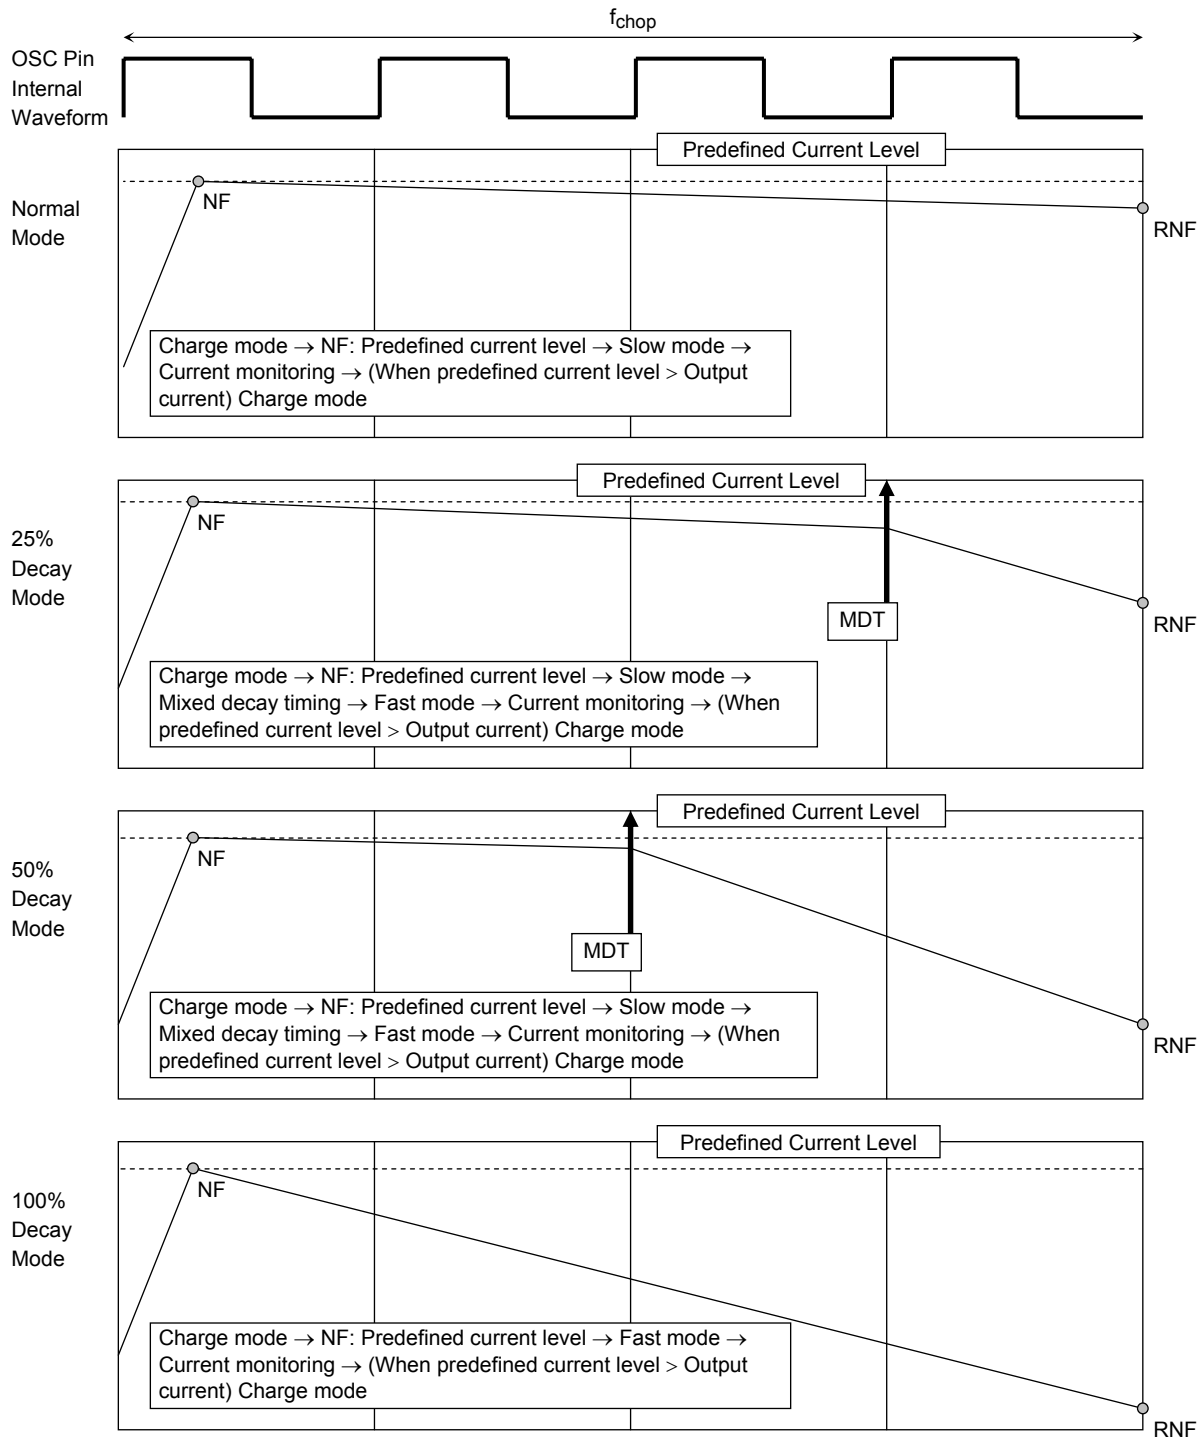 fchop
OSC Pin
Internal
Waveform
Predefined Current Level
NF
Normal
Mode
RNF
Charge mode → NF: Predefined current level → Slow mode →
Current monitoring → (When predefined current level > Output
current) Charge mode
Predefined Current Level
NF
25%
Decay
Mode
MDT
RNF
Charge mode → NF: Predefined current level → Slow mode →
Mixed decay timing → Fast mode → Current monitoring → (When
predefined current level > Output current) Charge mode
Predefined Current Level
NF
50%
Decay
Mode
MDT
Charge mode → NF: Predefined current level → Slow mode →
Mixed decay timing → Fast mode → Current monitoring → (When
predefined current level > Output current) Charge mode
RNF
Predefined Current Level
NF
100%
Decay
Mode
Charge mode → NF: Predefined current level → Fast mode →
Current monitoring → (When predefined current level > Output
current) Charge mode
RNF